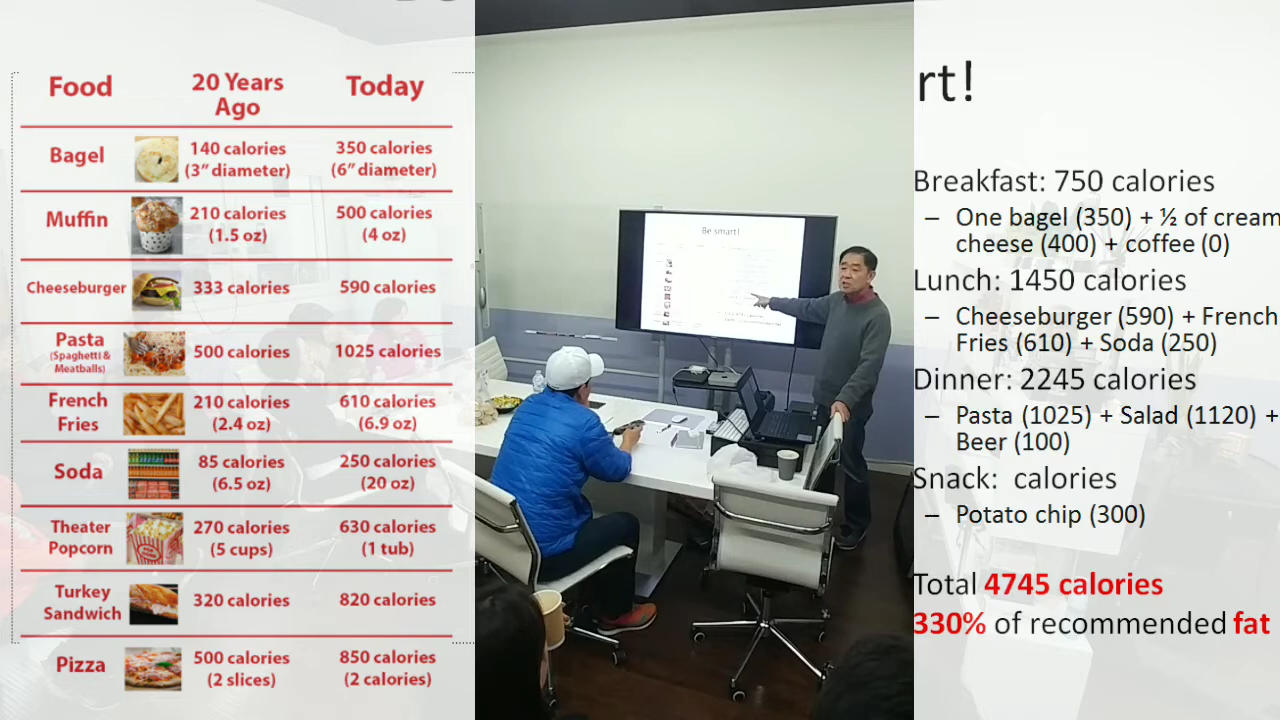 Food
20 Years
Ago
Today
Bagel
140 calories
(3” diameter)
350 calories
(6” diameter)
Muffin
210 calories
(1.5 oz)
500 calories
(4 oz)
Cheeseburger
333 calories
590 calories
Pasta
(Spaghetti &
Meatballs)
500 calories
1025 calories
French
Fries
210 calories
(2.4 oz)
610 calories
(6.9 oz)
Soda
85 calories
(6.5 oz)
250 calories
(20 oz)
Theater
Popcorn
270 calories
(5 cups)
630 calories
(1 tub)
Turkey
Sandwich
320 calories
820 calories
Pizza
500 calories
(2 slices)
850 calories
(2 calories)
Be smart!
rt!
Breakfast: 750 calories
– One bagel (350) + ½ of cream
cheese (400) + coffee (0)
Lunch: 1450 calories
– Cheeseburger (590) + French
Fries (610) + Soda (250)
Dinner: 2245 calories
– Pasta (1025) + Salad (1120) +
Beer (100)
Snack: calories
– Potato chip (300)
Total 4745 calories
330% of recommended fat